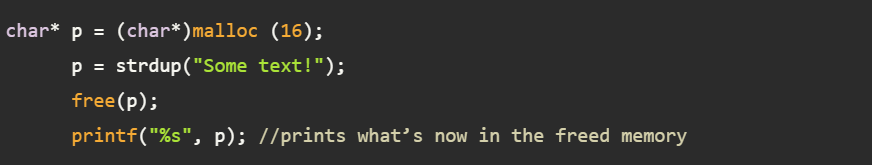 char* p = (char*)malloc (16);
p = strdup("Some text!");
free(p);
printf("%s", p); //prints what’s now in the freed memory